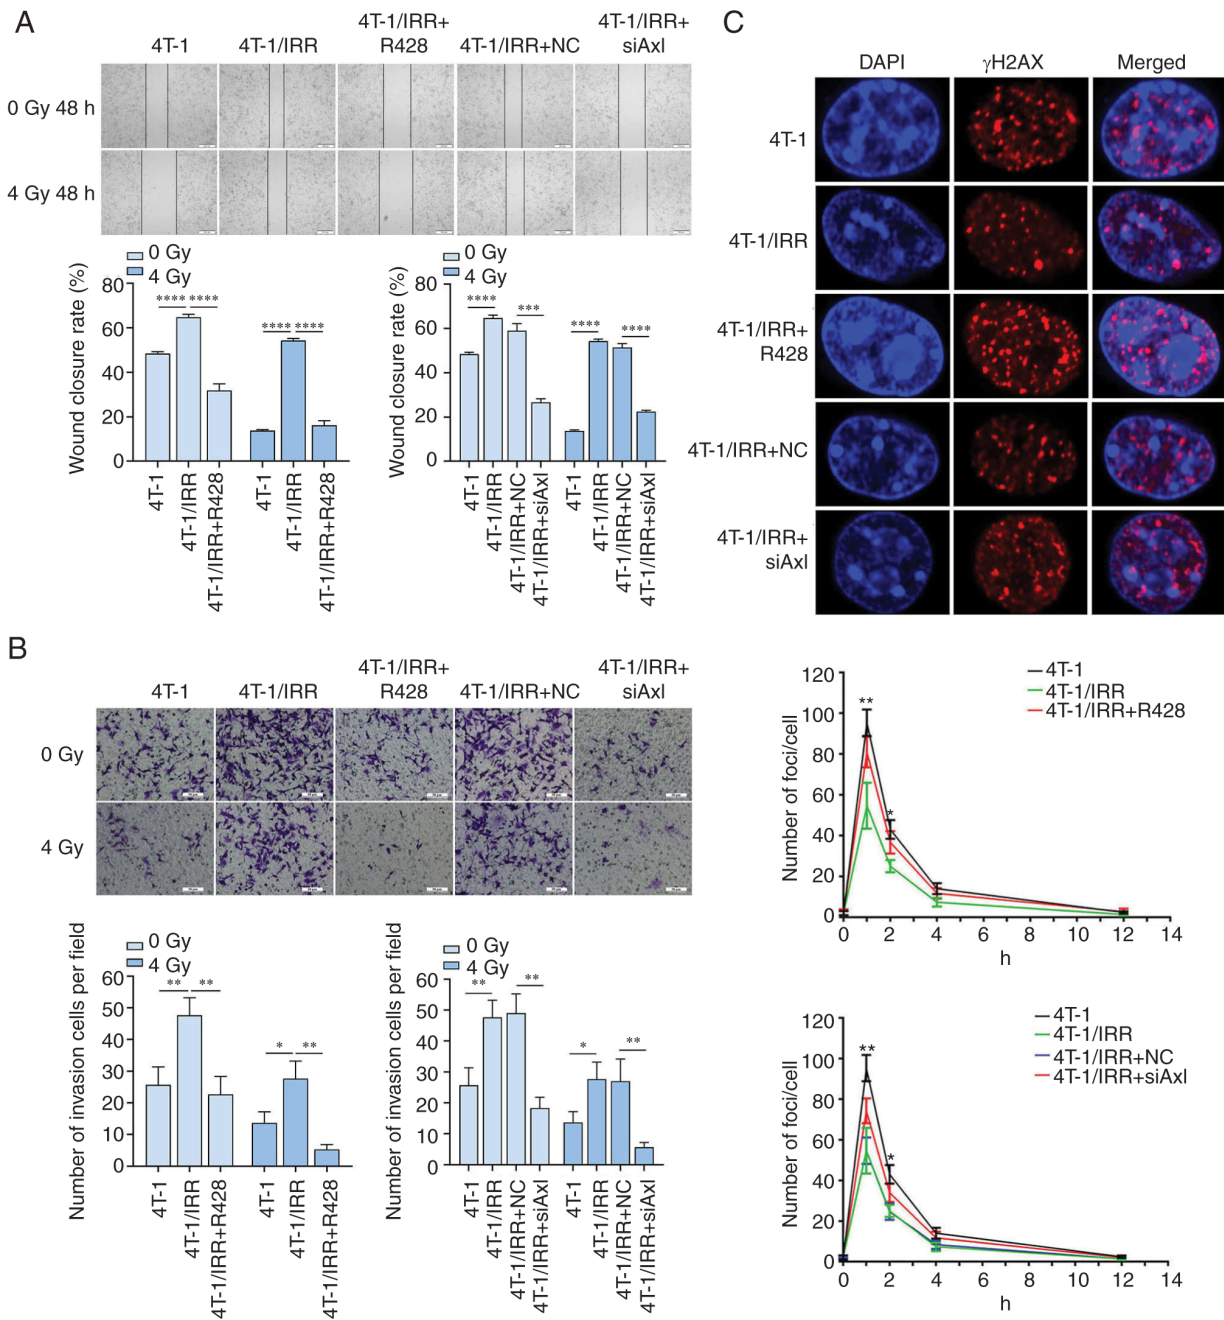 A
4T-1
4T-1/IRR
4T-1/IRR+
R428
4T-1/IRR+NC
4T-1/IRR+
siAxl
0 Gy 48 h
4 Gy 48 h
0 Gy
4 Gy
Wound closure rate (%)
80
60
40
20
0
**** ****
**** ****
4T-1
4T-1/IRR
4T-1/IRR+R428
4T-1
4T-1/IRR
4T-1/IRR+R428
0 Gy
4 Gy
Wound closure rate (%)
80
60
40
20
0
**** ***
**** ****
4T-1
4T-1/IRR
4T-1/IRR+NC
4T-1/IRR+siAxl
4T-1
4T-1/IRR
4T-1/IRR+NC
4T-1/IRR+siAxl
B
4T-1
4T-1/IRR
4T-1/IRR+
R428
4T-1/IRR+NC
4T-1/IRR+
siAxl
0 Gy
4 Gy
0 Gy
4 Gy
Number of invasion cells per field
60
50
40
30
20
10
0
** **
* **
4T-1
4T-1/IRR
4T-1/IRR+R428
4T-1
4T-1/IRR
4T-1/IRR+R428
0 Gy
4 Gy
Number of invasion cells per field
60
50
40
30
20
10
0
** **
* **
4T-1
4T-1/IRR
4T-1/IRR+NC
4T-1/IRR+siAxl
4T-1
4T-1/IRR
4T-1/IRR+NC
4T-1/IRR+siAxl
C
DAPI
γH2AX
Merged
4T-1
4T-1/IRR
4T-1/IRR+
R428
4T-1/IRR+NC
4T-1/IRR+
siAxl
4T-1
4T-1/IRR
4T-1/IRR+R428
Number of foci/cell
120
100
80
60
40
20
0
**
*
0 2 4 6 8 10 12 14
h
4T-1
4T-1/IRR
4T-1/IRR+NC
4T-1/IRR+siAxl
Number of foci/cell
120
100
80
60
40
20
0
**
*
0 2 4 6 8 10 12 14
h